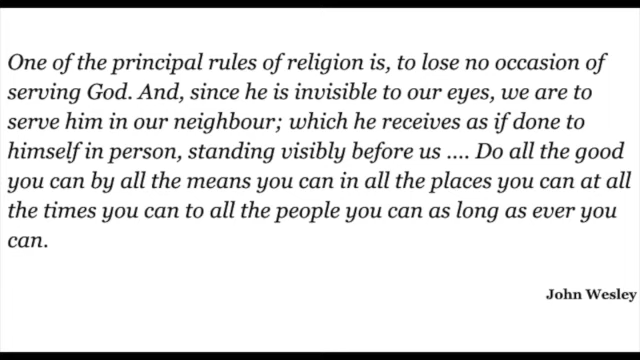 One of the principal rules of religion is, to lose no occasion of
serving God. And, since he is invisible to our eyes, we are to
serve him in our neighbour; which he receives as if done to
himself in person, standing visibly before us .... Do all the good
you can by all the means you can in all the places you can at all
the times you can to all the people you can as long as ever you
can.
John Wesley